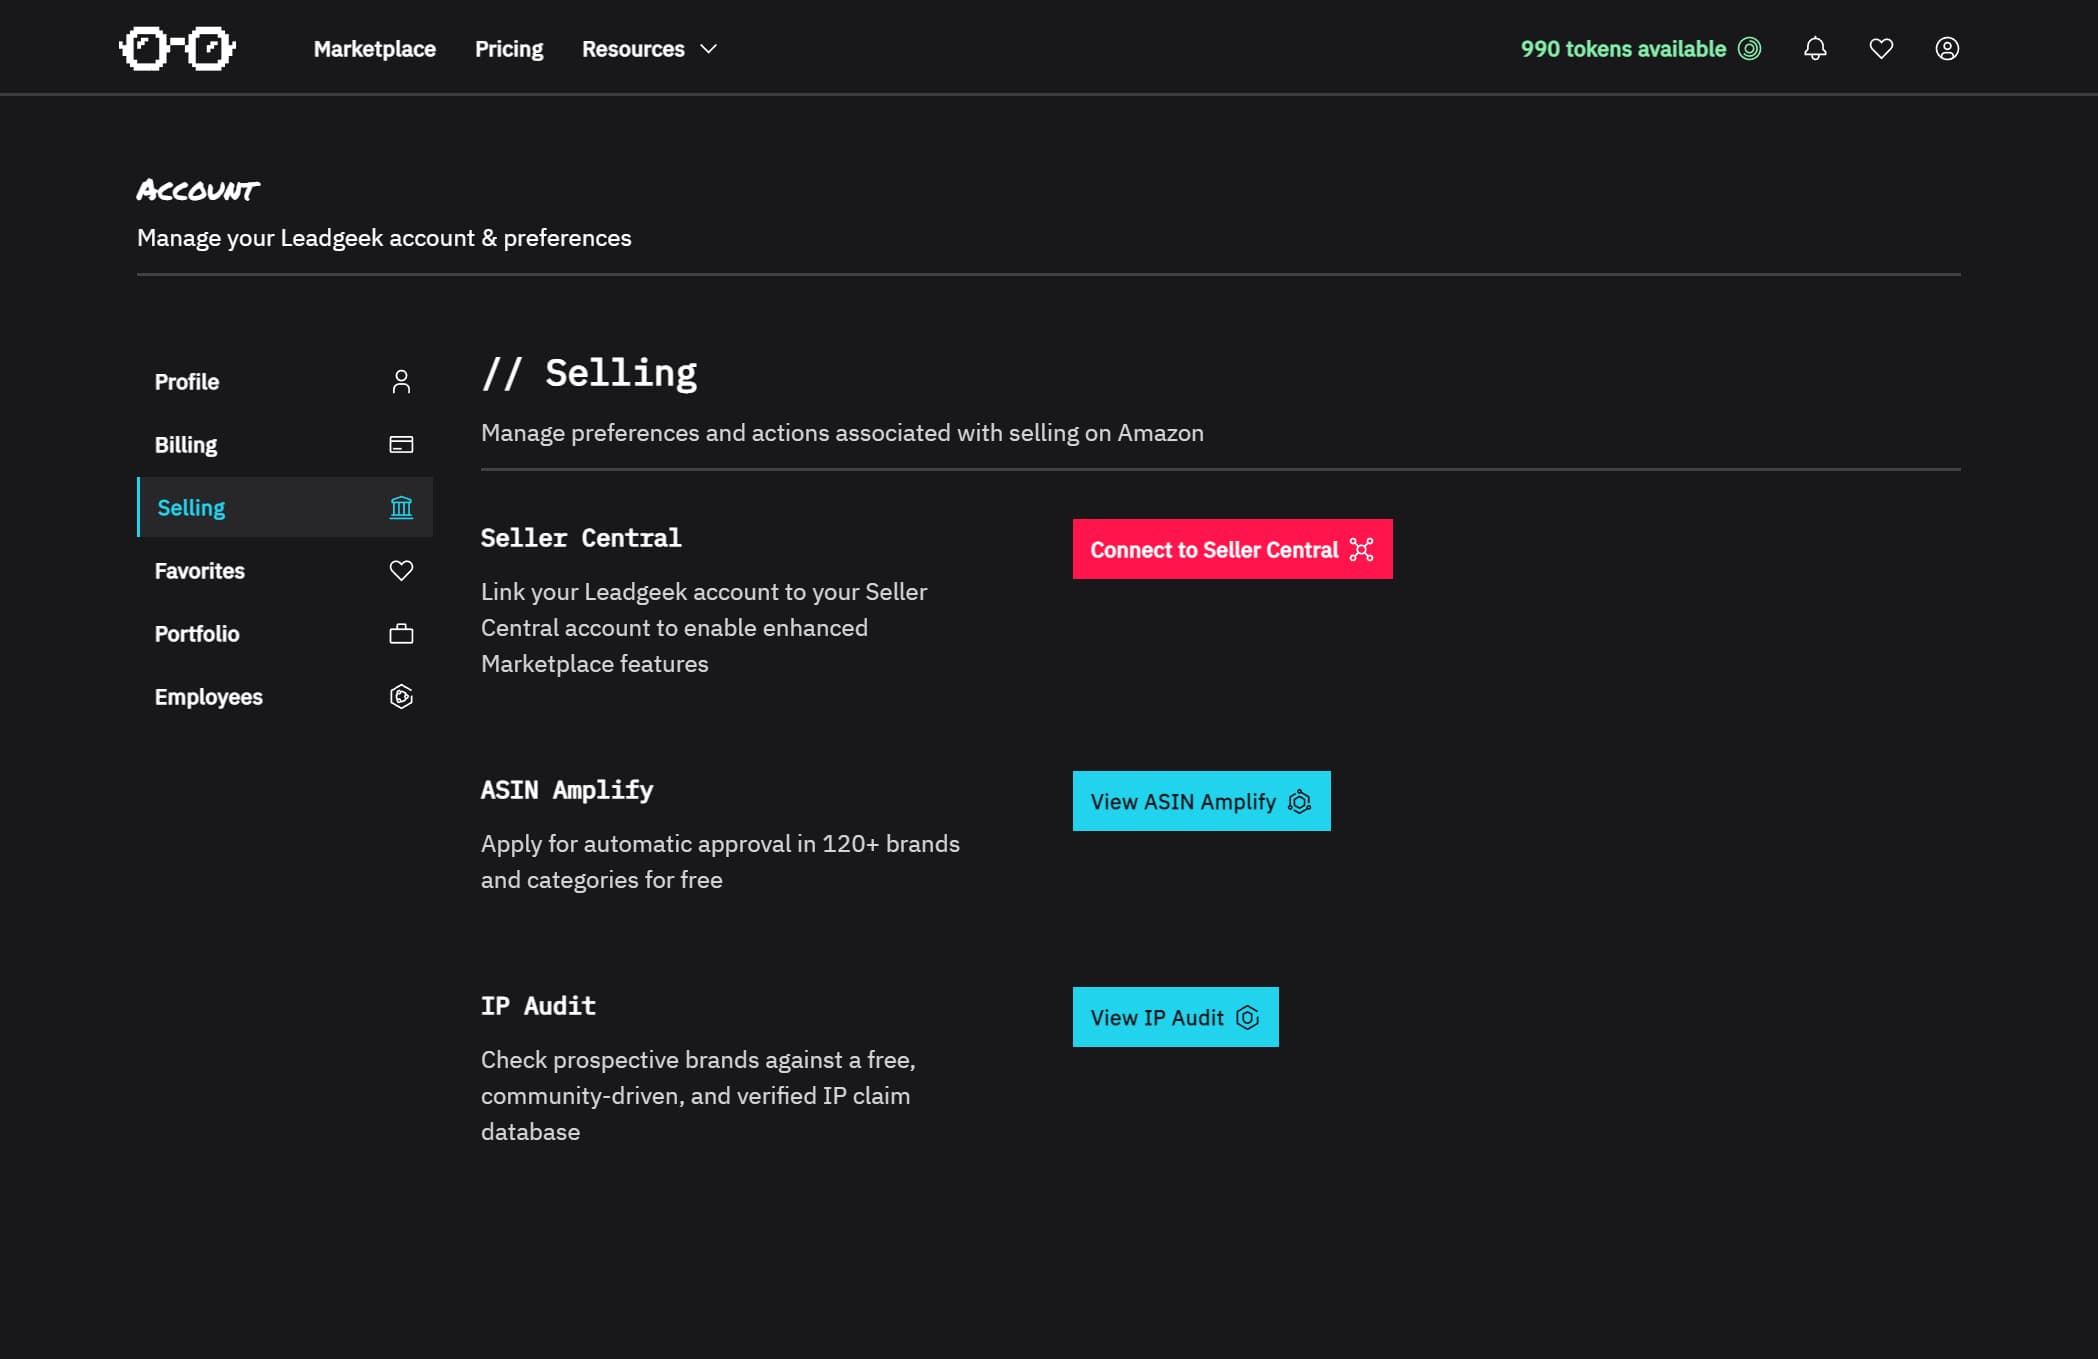 Marketplace
Pricing
Resources
990 tokens available
Account
Manage your Leadgeek account & preferences
Profile
Billing
Selling
Favorites
Portfolio
Employees
// Selling
Manage preferences and actions associated with selling on Amazon
Seller Central
Link your Leadgeek account to your Seller
Central account to enable enhanced
Marketplace features
Connect to Seller Central
ASIN Amplify
Apply for automatic approval in 120+ brands
and categories for free
View ASIN Amplify
IP Audit
Check prospective brands against a free,
community-driven, and verified IP claim
database
View IP Audit